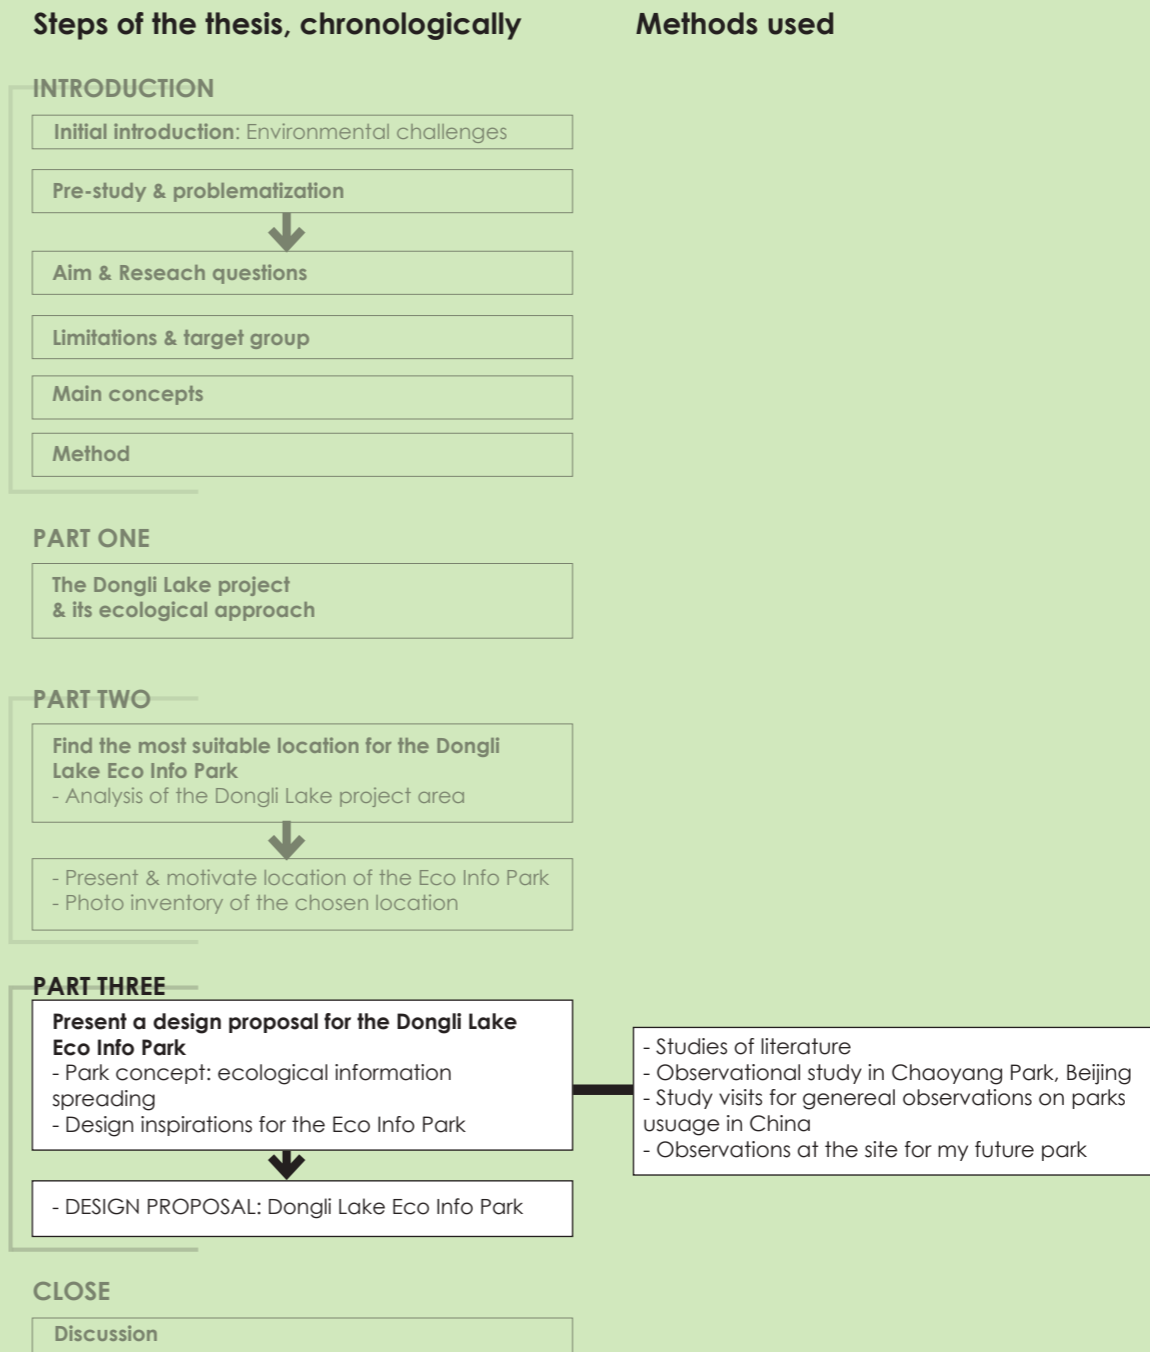 Steps of the thesis, chronologically
Methods used
INTRODUCTION
Initial introduction: Environmental challenges
Pre-study & problematization
Aim & Reseach questions
Limitations & target group
Main concepts
Method
PART ONE
The Dongli Lake project
& its ecological approach
PART TWO
Find the most suitable location for the Dongli
Lake Eco Info Park
- Analysis of the Dongli Lake project area
- Present & motivate location of the Eco Info Park
- Photo inventory of the chosen location
PART THREE
Present a design proposal for the Dongli Lake
Eco Info Park
- Park concept: ecological information
spreading
- Design inspirations for the Eco Info Park
- Studies of literature
- Observational study in Chaoyang Park, Beijing
- Study visits for genereal observations on parks
usuage in China
- Observations at the site for my future park
- DESIGN PROPOSAL: Dongli Lake Eco Info Park
CLOSE
Discussion